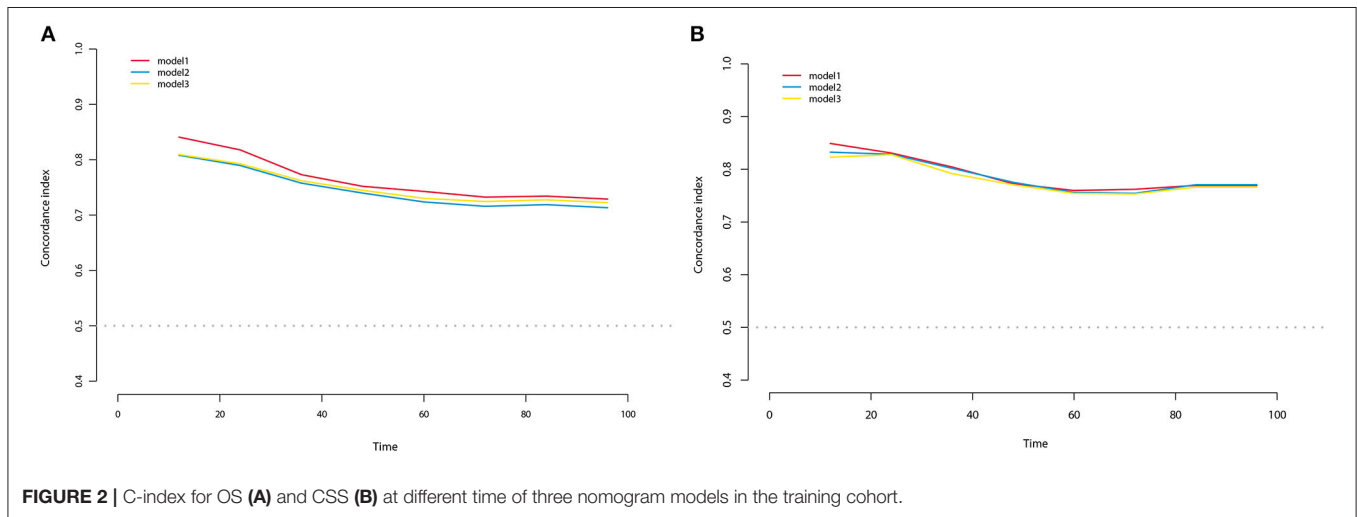 A
1.0
0.9
0.8
0.7
0.6
0.5
0.4
Concordance index
model1
model2
model3
0
20
40
60
80
100
Time
B
1.0
0.9
0.8
0.7
0.6
0.5
0.4
Concordance index
model1
model2
model3
0
20
40
60
80
100
Time
FIGURE 2 | C-index for OS (A) and CSS (B) at different time of three nomogram models in the training cohort.